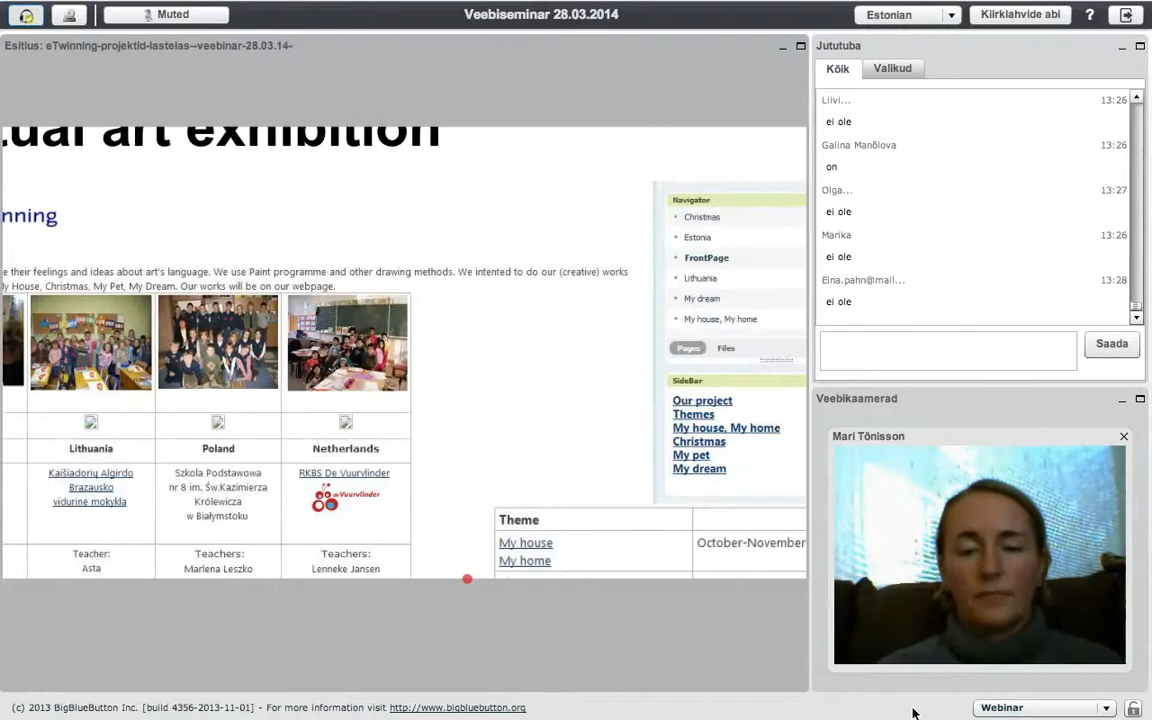 Muted
Veebiseminar 28.03.2014
Estonian
Kiirklahvide abi
?
Esitlus: eTwinning-projektid-lasteias--veebinar-28.03.14-
tual art exhibition
nning
e their feelings and ideas about art's language. We use Paint programme and other drawing methods. We intented to do our (creative) works
ly House, Christmas, My Pet, My Dream. Our works will be on our webpage.
Lithuania
Poland
Netherlands
Kaišiadorių Algirdo
Brazausko
vidurinė mokykla
Szkola Podstawowa
nr 8 im. Św.Kazimierza
Królewicza
w Białymstoku
RKBS De Vuurvlinder
de Vuurvlinder
Teacher:
Asta
Teachers:
Marlena Leszko
Teachers:
Lenneke Jansen
Navigator
Christmas
Estonia
FrontPage
Lithuania
My dream
My house, My home
Pages
Files
SideBar
Our project
Themes
My house, My home
Christmas
My pet
My dream
Theme
My house
My home
October-November
Jututuba
Kõik
Valikud
Liivi...
13:26
ei ole
Galina Manõlova
13:26
on
Olga...
13:27
ei ole
Marika
13:26
ei ole
Elna.pahn@mail...
13:28
ei ole
Saada
Veebikaamerad
Mari Tõnisson
(c) 2013 BigBlueButton Inc. [build 4356-2013-11-01] - For more information visit http://www.bigbluebutton.org
Webinar